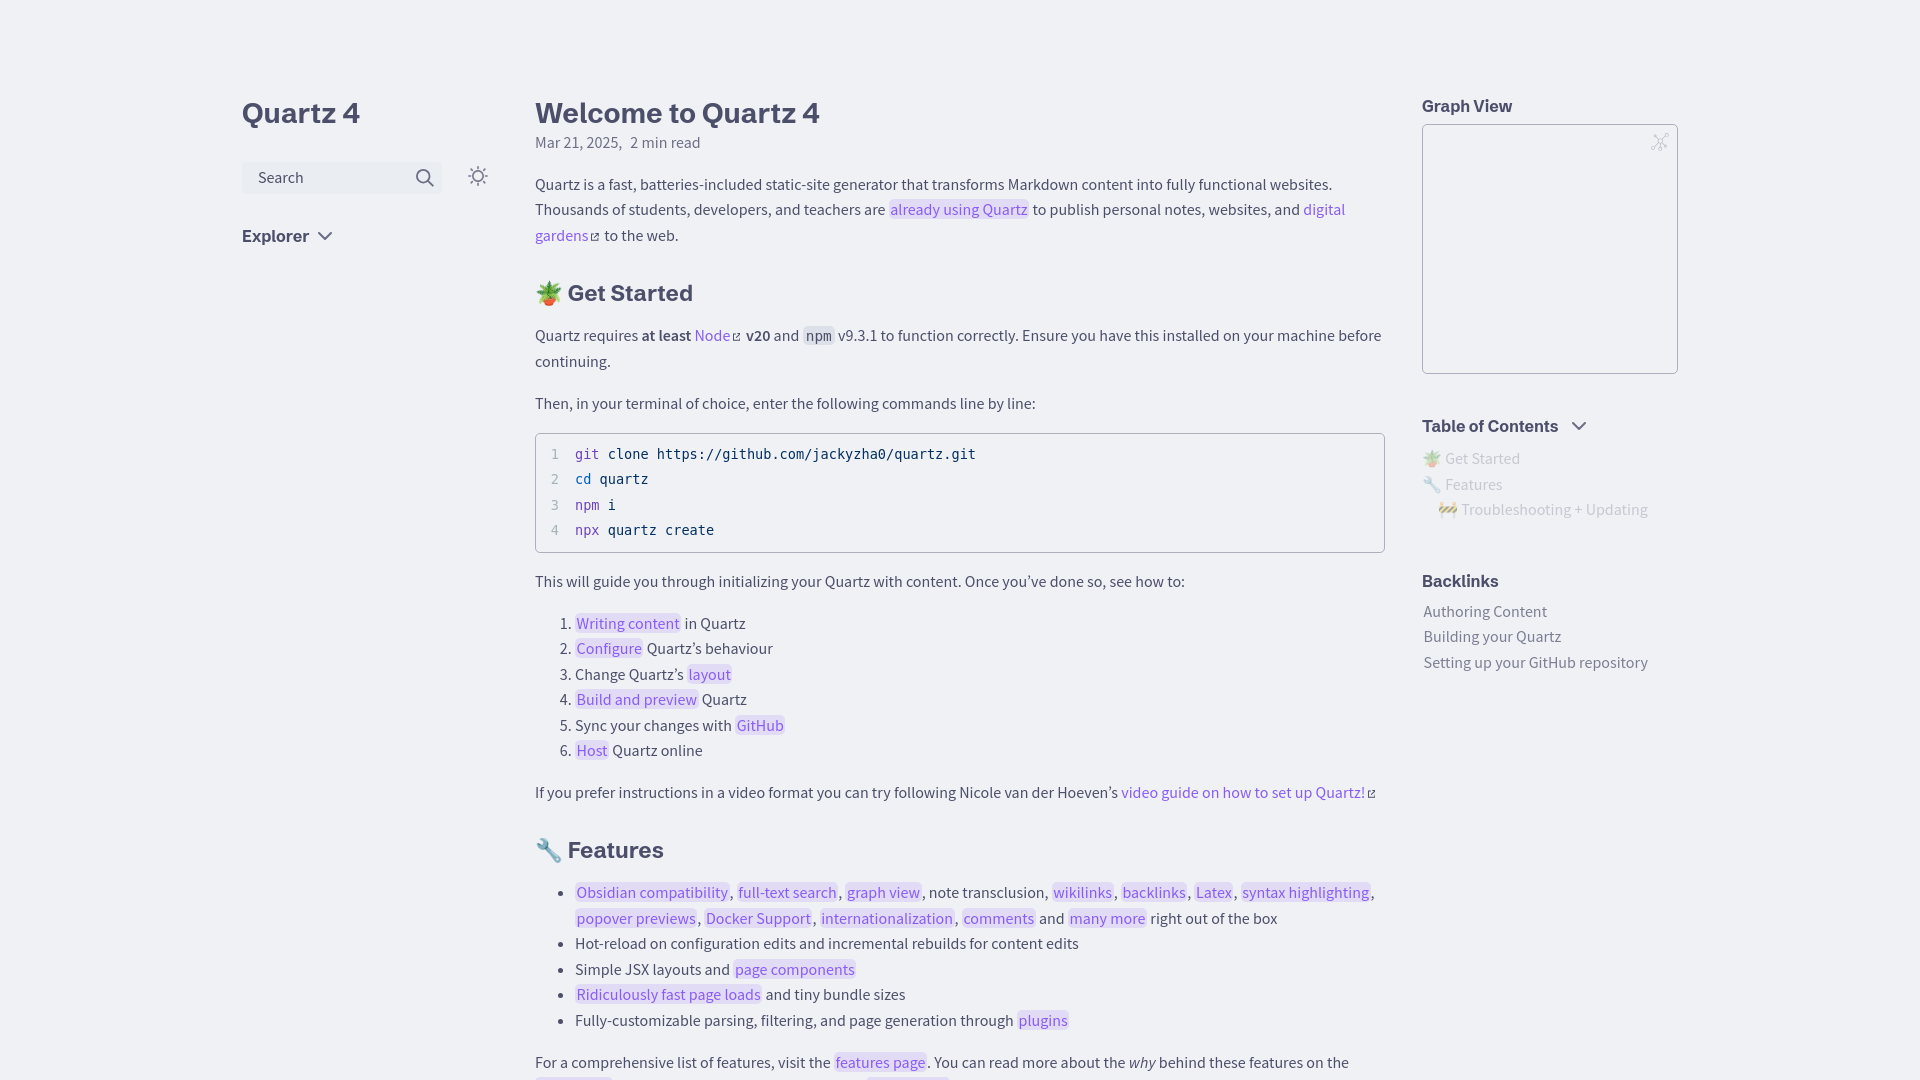 Quartz 4
Search
Explorer
Welcome to Quartz 4
Mar 21, 2025, 2 min read
Quartz is a fast, batteries-included static-site generator that transforms Markdown content into fully functional websites.
Thousands of students, developers, and teachers are already using Quartz to publish personal notes, websites, and digital
gardens to the web.
🪴 Get Started
Quartz requires at least Node v20 and npm v9.3.1 to function correctly. Ensure you have this installed on your machine before
continuing.
Then, in your terminal of choice, enter the following commands line by line:
1 git clone https://github.com/jackyzha0/quartz.git
2 cd quartz
3 npm i
4 npx quartz create
This will guide you through initializing your Quartz with content. Once you’ve done so, see how to:
1. Writing content in Quartz
2. Configure Quartz’s behaviour
3. Change Quartz’s layout
4. Build and preview Quartz
5. Sync your changes with GitHub
6. Host Quartz online
If you prefer instructions in a video format you can try following Nicole van der Hoeven’s video guide on how to set up Quartz!
🔧 Features
• Obsidian compatibility, full-text search, graph view, note transclusion, wikilinks, backlinks, Latex, syntax highlighting,
popover previews, Docker Support, internationalization, comments and many more right out of the box
• Hot-reload on configuration edits and incremental rebuilds for content edits
• Simple JSX layouts and page components
• Ridiculously fast page loads and tiny bundle sizes
• Fully-customizable parsing, filtering, and page generation through plugins
For a comprehensive list of features, visit the features page. You can read more about the why behind these features on the
Graph View
Table of Contents
🪴 Get Started
🔧 Features
🚧 Troubleshooting + Updating
Backlinks
Authoring Content
Building your Quartz
Setting up your GitHub repository